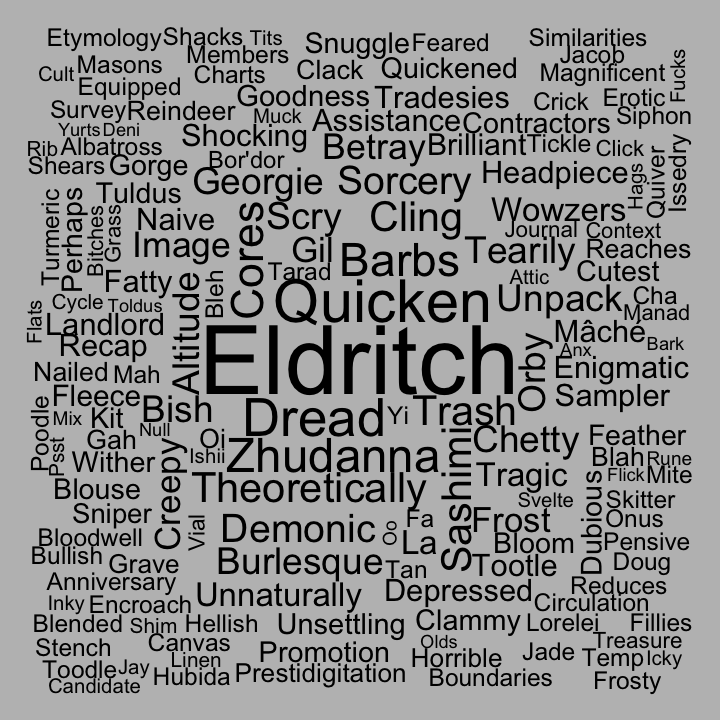 Etymology Shacks Tits Snuggle Feared Similarities
Masons Members Jacob
Cult Equipped Charts Clack Quickened Magnificent Fucks
Survey Reindeer Goodness Tradesies Crick Erotic
Yurts Deni Muck Assistance Contractors Siphon
Rib Albatross Shocking Betray Brilliant Tickle Click
Shears Gorge Bor'dor Georgie Sorcery Headpiece Hags Quiver Issedry
Turmeric Perhaps Tuldus Wowzers
Bitches Grass Naive Cores Scry Cling Journal Context
Image Gil Barbs Tearily Reaches
Fatty Bleh Tarad Attic Cutest
Flats Cycle Toldus Altitude Quicken Unpack Cha
Landlord Manad
Recap Eldritch Orby Mâché Bark
Nailed Mah Anx Enigmatic
Fleece Bish Sampler
Poodle Mix Kit Null Dread Yi Trash
Psst Gah Oi Chetty Feather
Wither Ishii Zhudanna Blah Rune
Blouse Creepy Theoretically Sashimi Tragic Flick Mite
Sniper Vial Svelte Dubious Skitter
Bloodwell Demonic Oo Fa Frost Onus
Bullish La Bloom Pensive
Grave Burlesque Tan Tootle Doug
Anniversary Unnaturally Depressed Reduces
Inky Encroach Circulation
Blended Shim Hellish Unsettling Clammy Lorelei Fillies
Stench Canvas Olds Treasure
Toodle Jay Linen Promotion Horrible Jade Temp Icky
Candidate Hubida Prestidigitation Boundaries Frosty